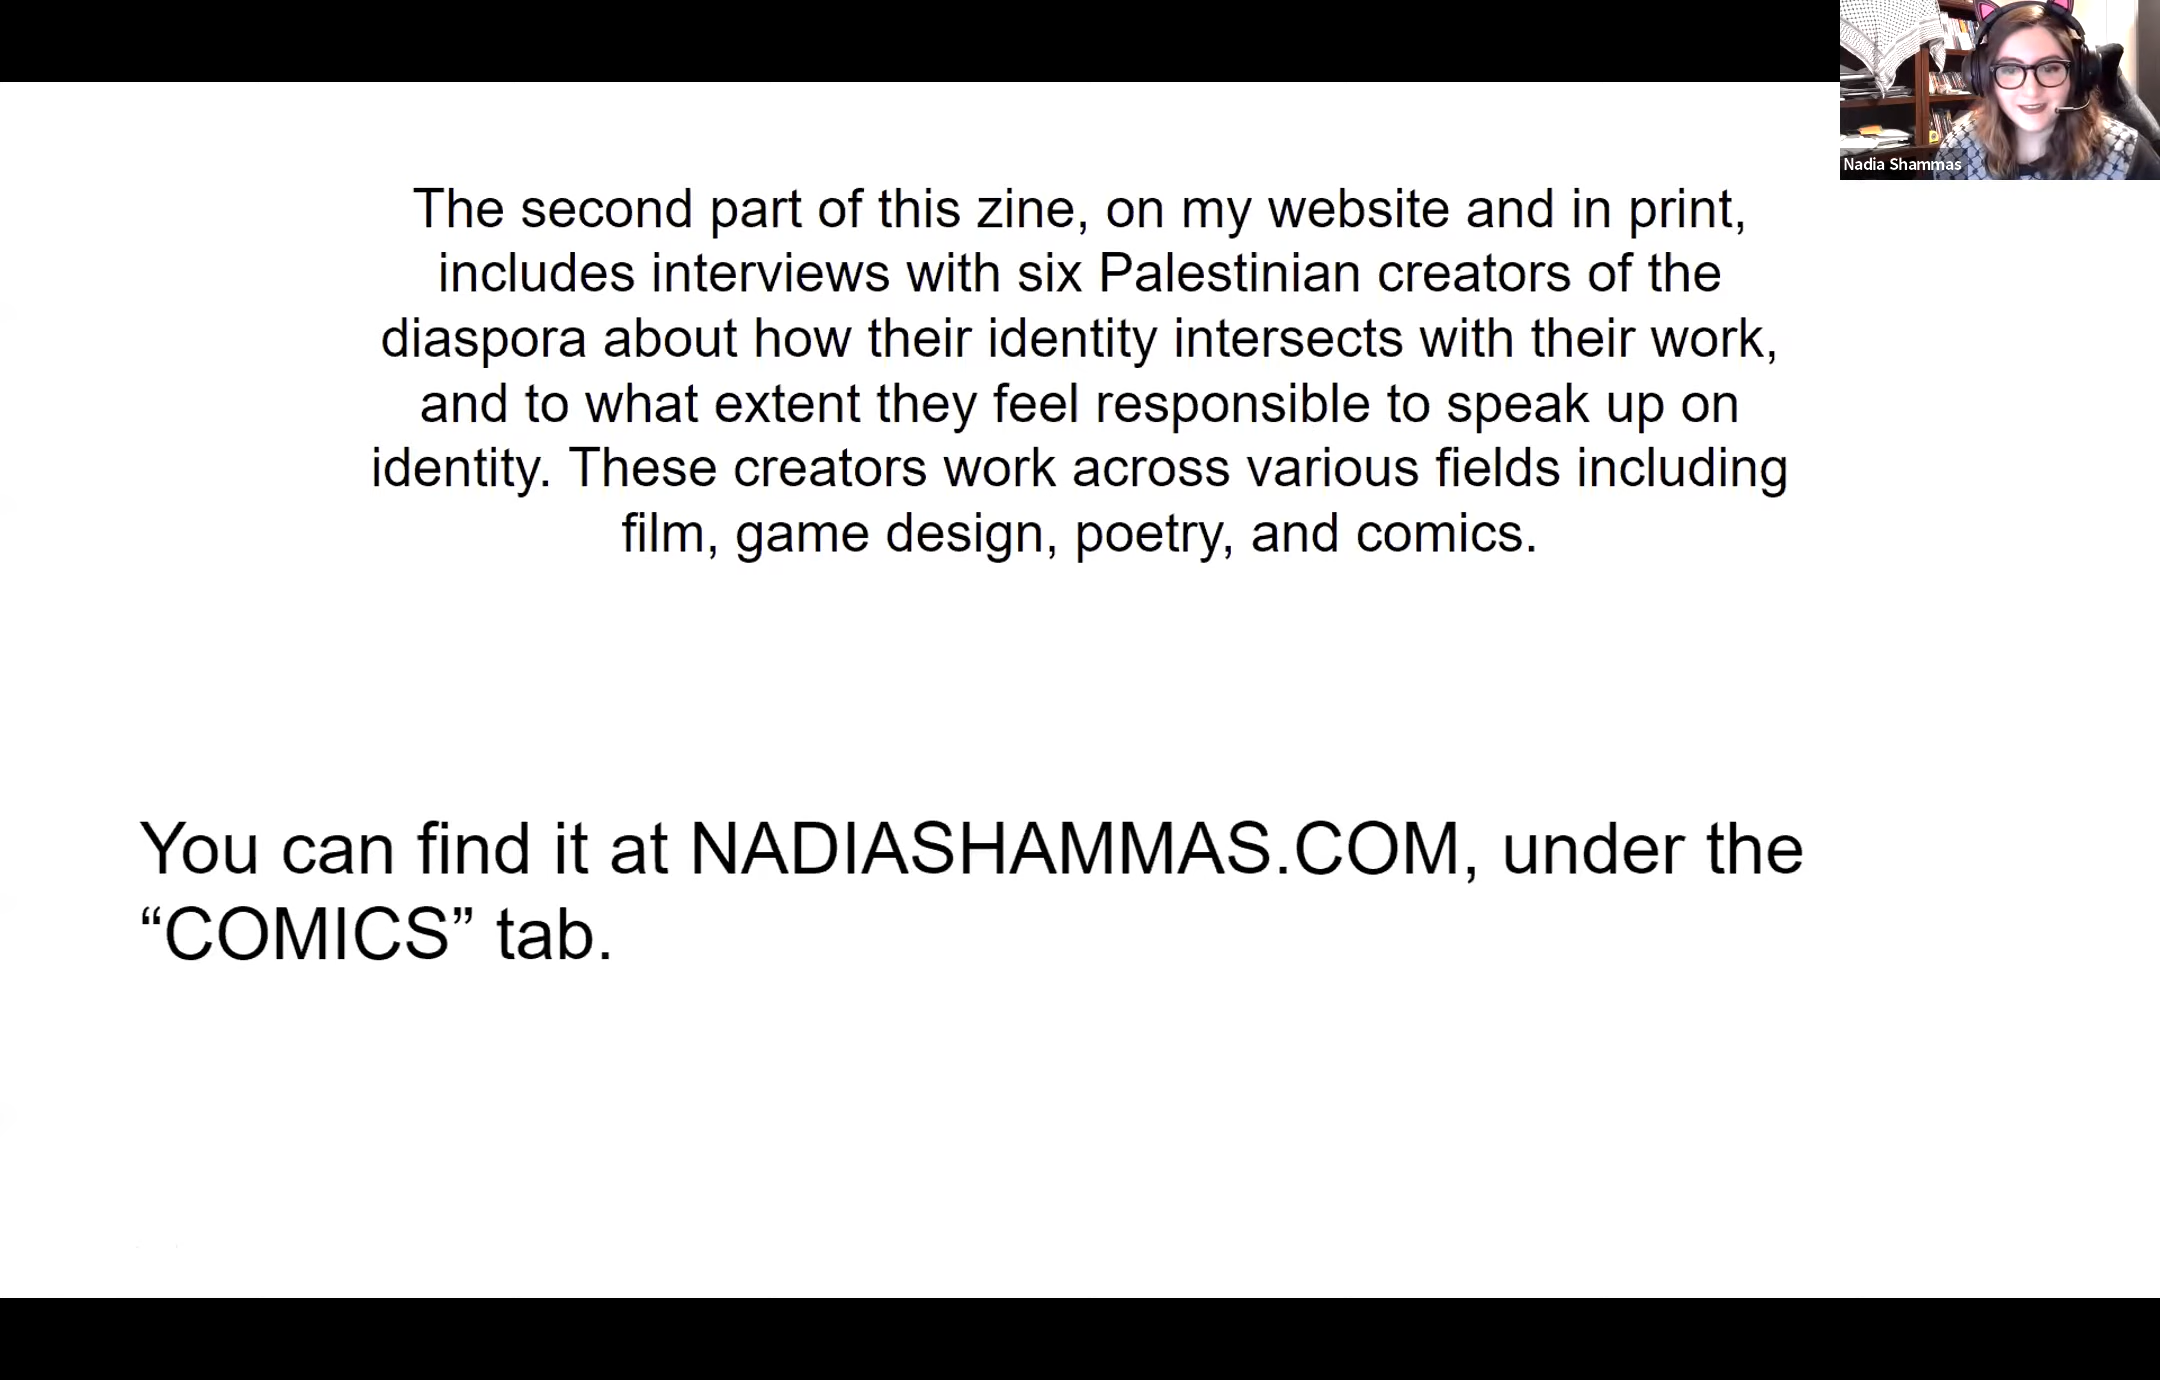 The second part of this zine, on my website and in print,
includes interviews with six Palestinian creators of the
diaspora about how their identity intersects with their work,
and to what extent they feel responsible to speak up on
identity. These creators work across various fields including
film, game design, poetry, and comics.
You can find it at NADIASHAMMAS.COM, under the
“COMICS” tab.
Nadia Shammas